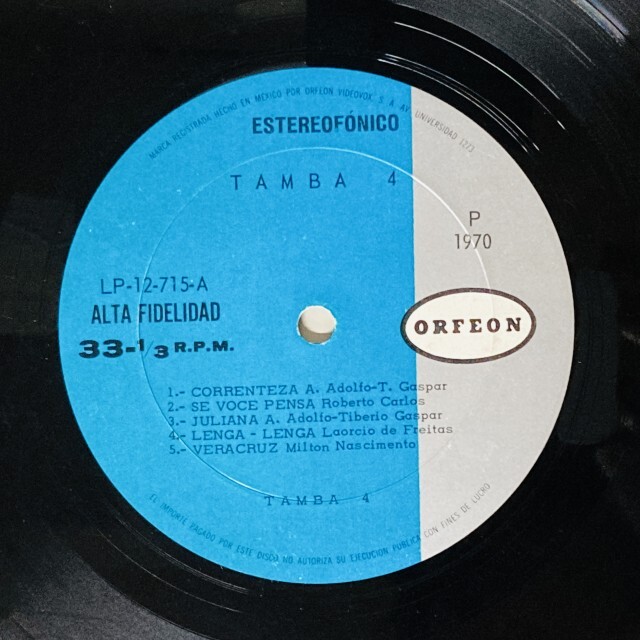 MARCA REGISTRADA HECHO EN MEXICO POR ORFEON VIDEOVOX S. A. AV. UNIVERSIDAD 1273
ESTEREOFÓNICO
TAMBA 4
P
1970
LP-12-715-A
ALTA FIDELIDAD
33-1/3 R.P.M.
ORFEON
1.- CORRENTEZA A. Adolfo-T. Gaspar
2.- SE VOCE PENSA Roberto Carlos
3.- JULIANA A. Adolfo-Tiberio Gaspar
4.- LENGA - LENGA Laorcio de Freitas
5.- VERACRUZ Milton Nascimento
TAMBA 4
EL IMPORTE PAGADO POR ESTE DISCO NO AUTORIZA SU EJECUCION PUBLICA CON FINES DE LUCRO